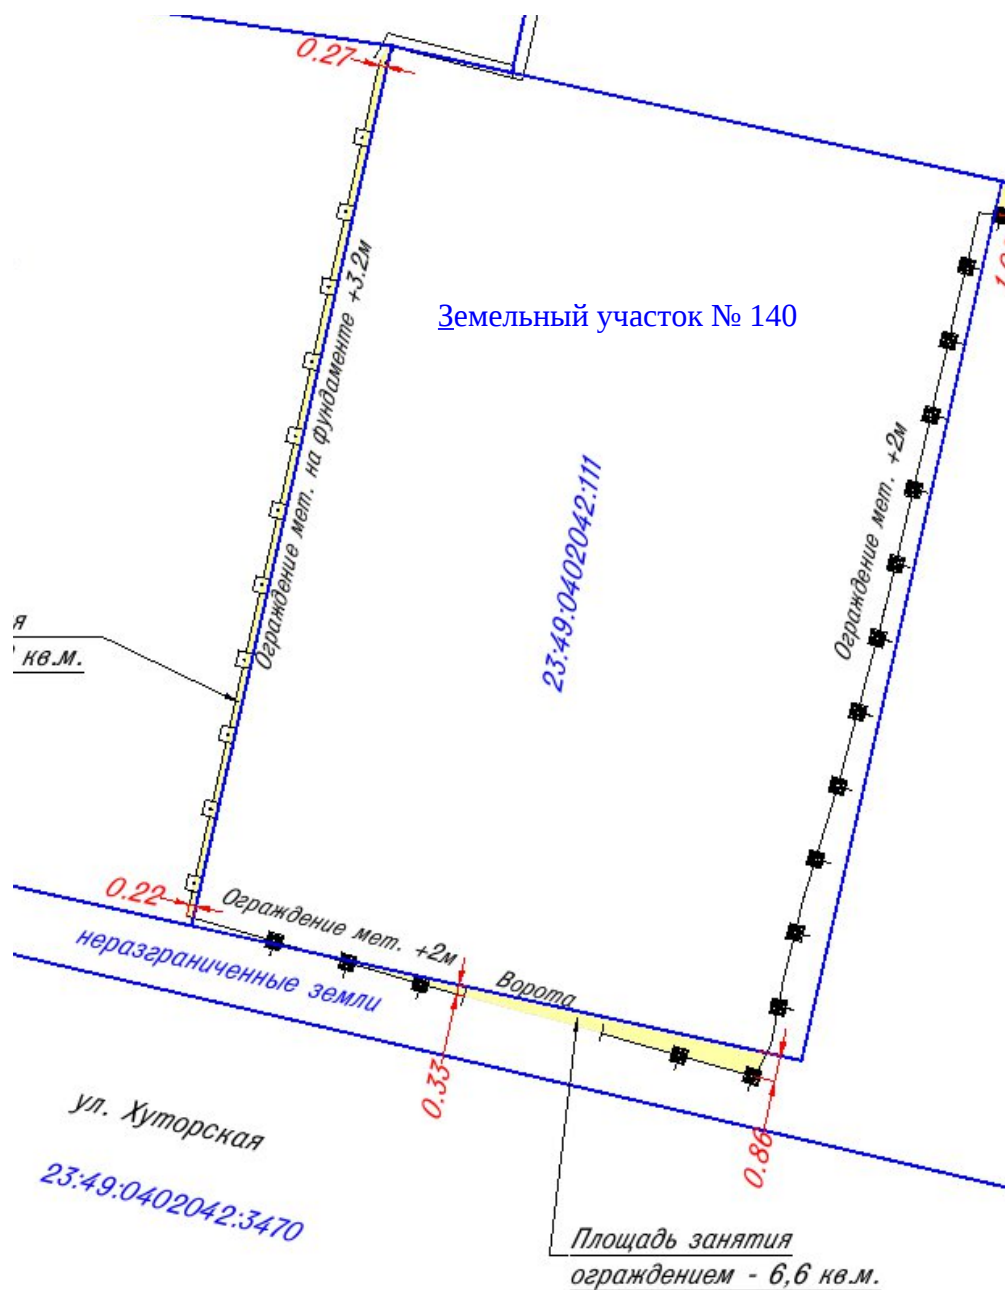 0.27
Ограждение мет. на фундаменте +3.2м
Земельный участок № 140
23:49:0402042:111
Ограждение мет. +2м
я
кв.м.
0.22
Ограждение мет. +2м
неразграниченные земли
Ворота
0.33
0.86
ул. Хуторская
23:49:0402042:3470
Площадь занятия
ограждением - 6,6 кв.м.